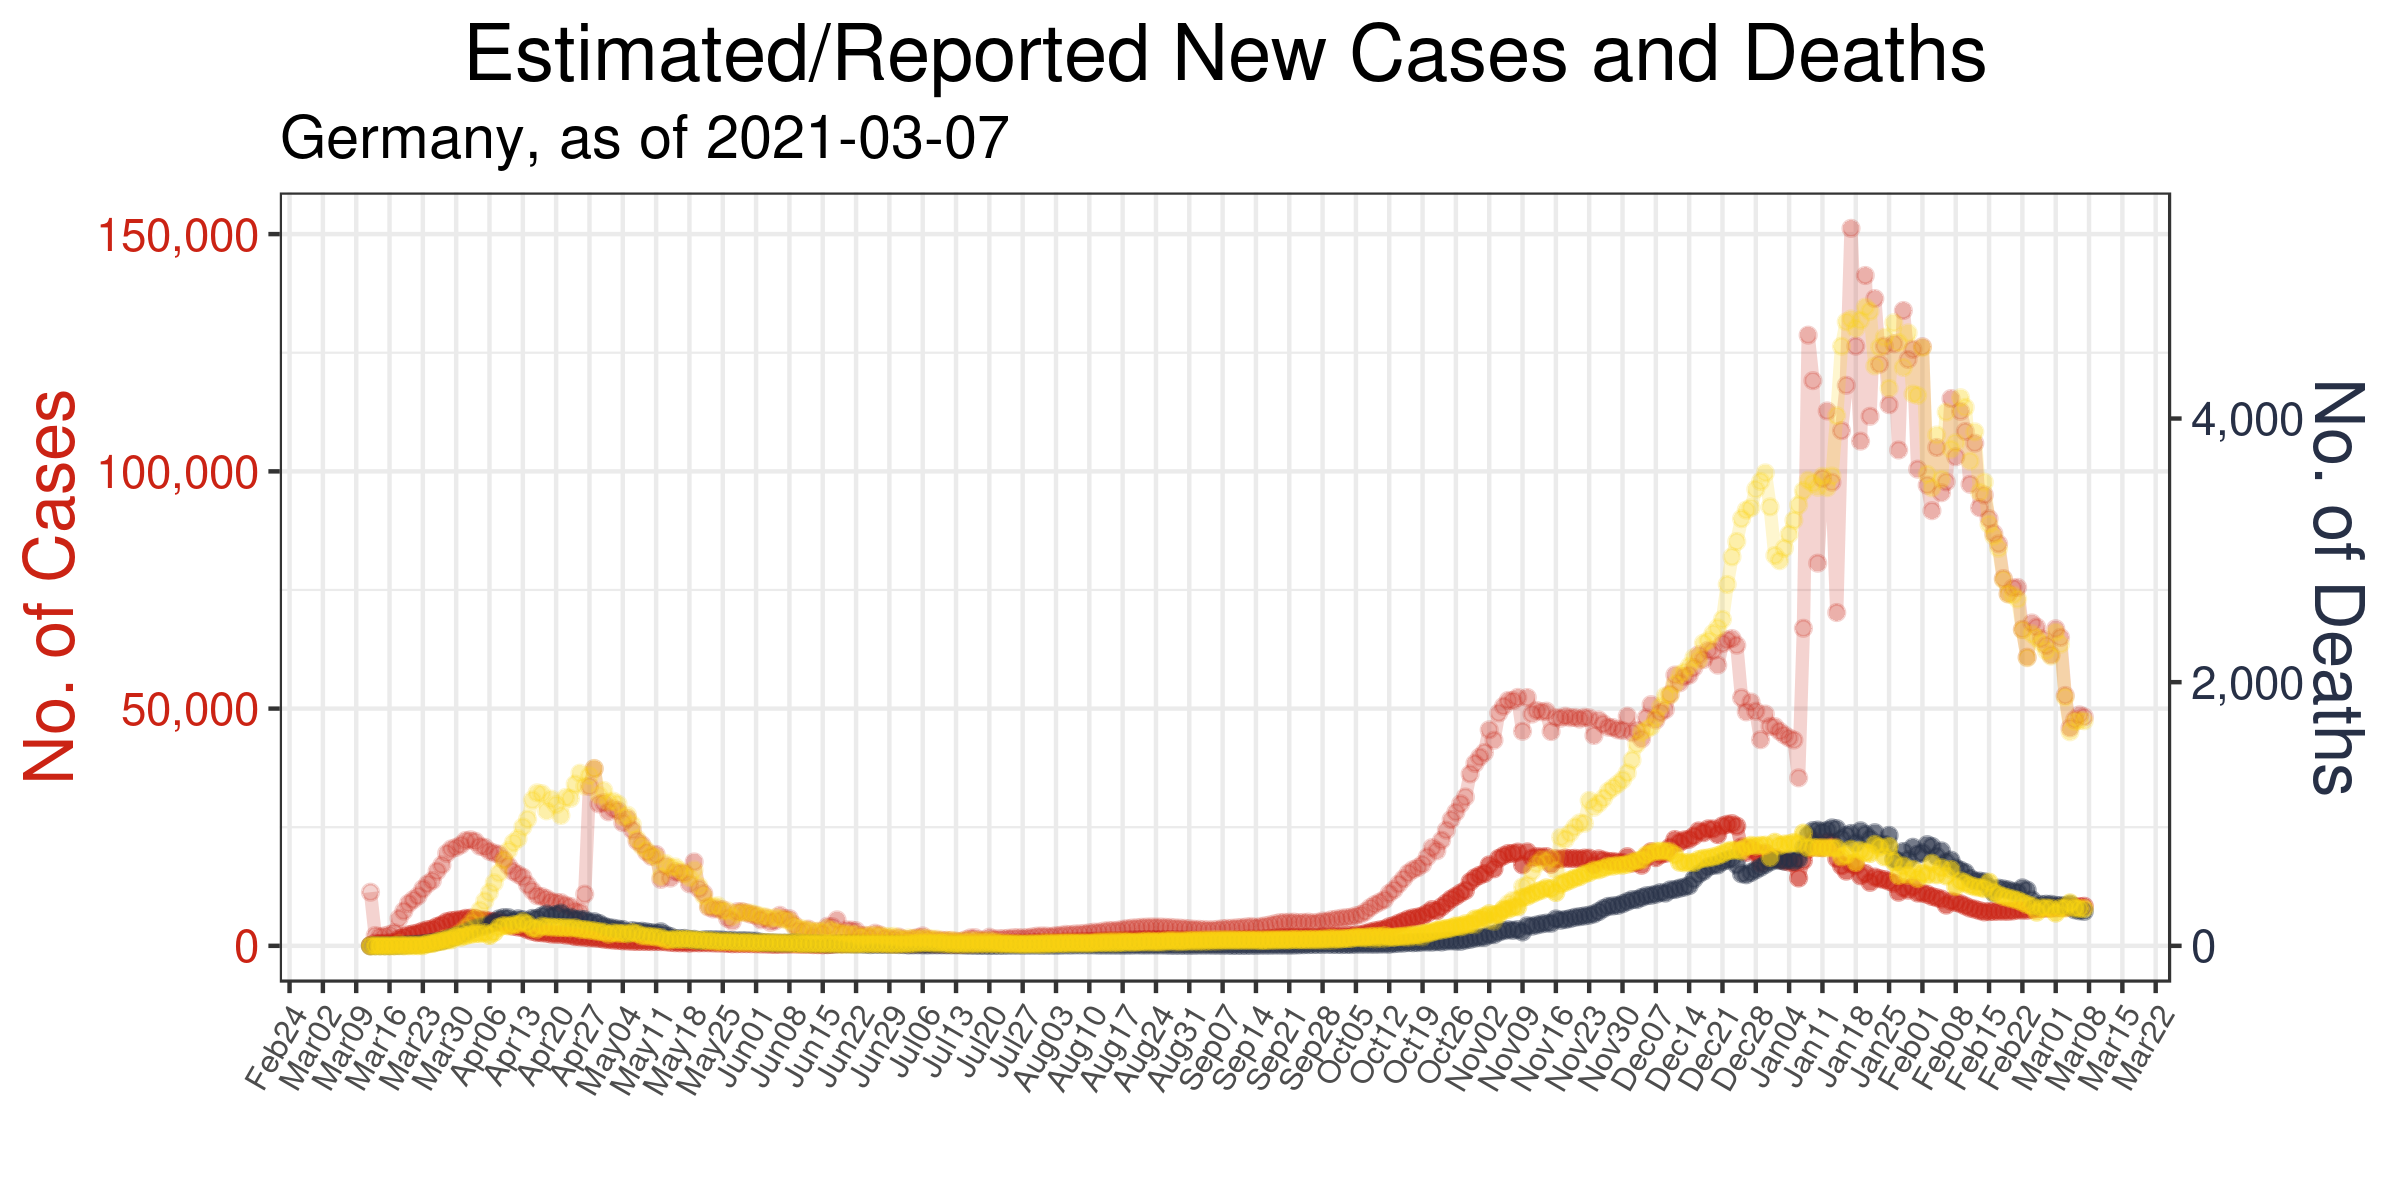 Estimated/Reported New Cases and Deaths
Germany, as of 2021-03-07
No. of Cases
150,000
100,000
50,000
0
4,000
2,000
0
No. of Deaths
Feb24
Mar02
Mar09
Mar16
Mar23
Mar30
Apr06
Apr13
Apr20
Apr27
May04
May11
May18
May25
Jun01
Jun08
Jun15
Jun22
Jun29
Jul06
Jul13
Jul20
Jul27
Aug03
Aug10
Aug17
Aug24
Aug31
Sep07
Sep14
Sep21
Sep28
Oct05
Oct12
Oct19
Oct26
Nov02
Nov09
Nov16
Nov23
Nov30
Dec07
Dec14
Dec21
Dec28
Jan04
Jan11
Jan18
Jan25
Feb01
Feb08
Feb15
Feb22
Mar01
Mar08
Mar15
Mar22